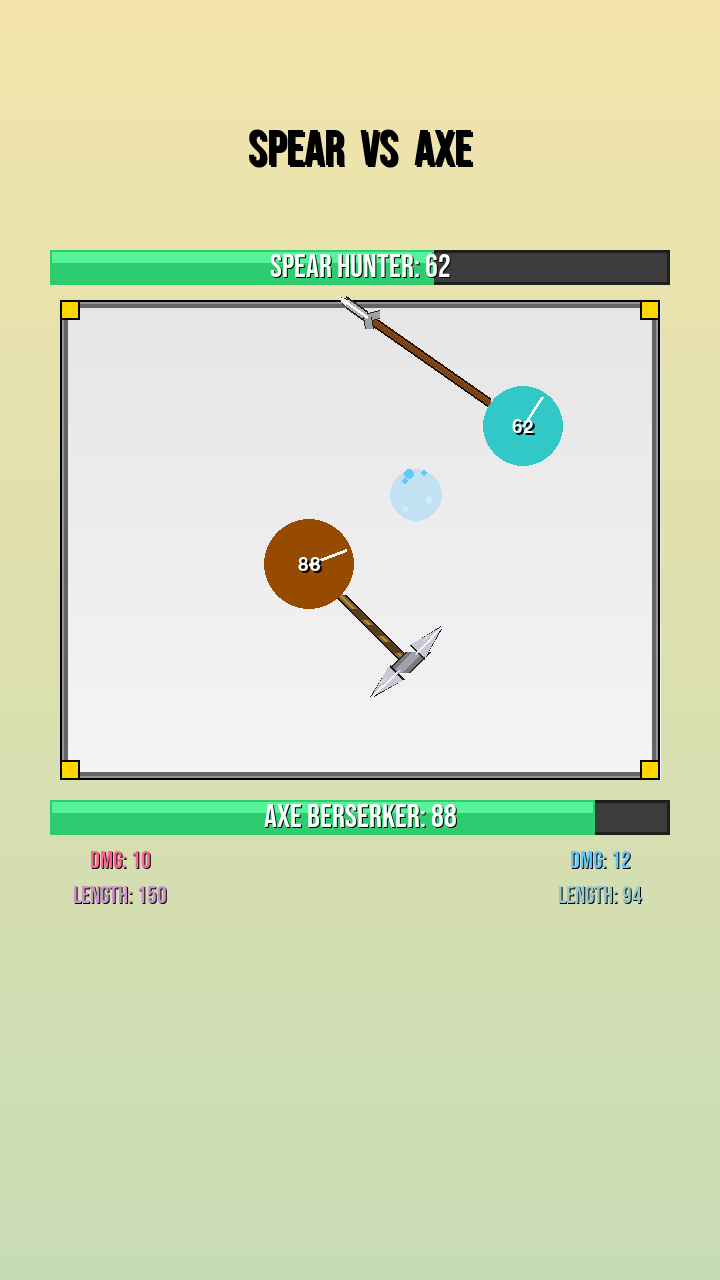 SPEAR VS AXE
SPEAR HUNTER: 62
62
88
AXE BERSERKER: 88
DMG: 10
DMG: 12
LENGTH: 150
LENGTH: 94